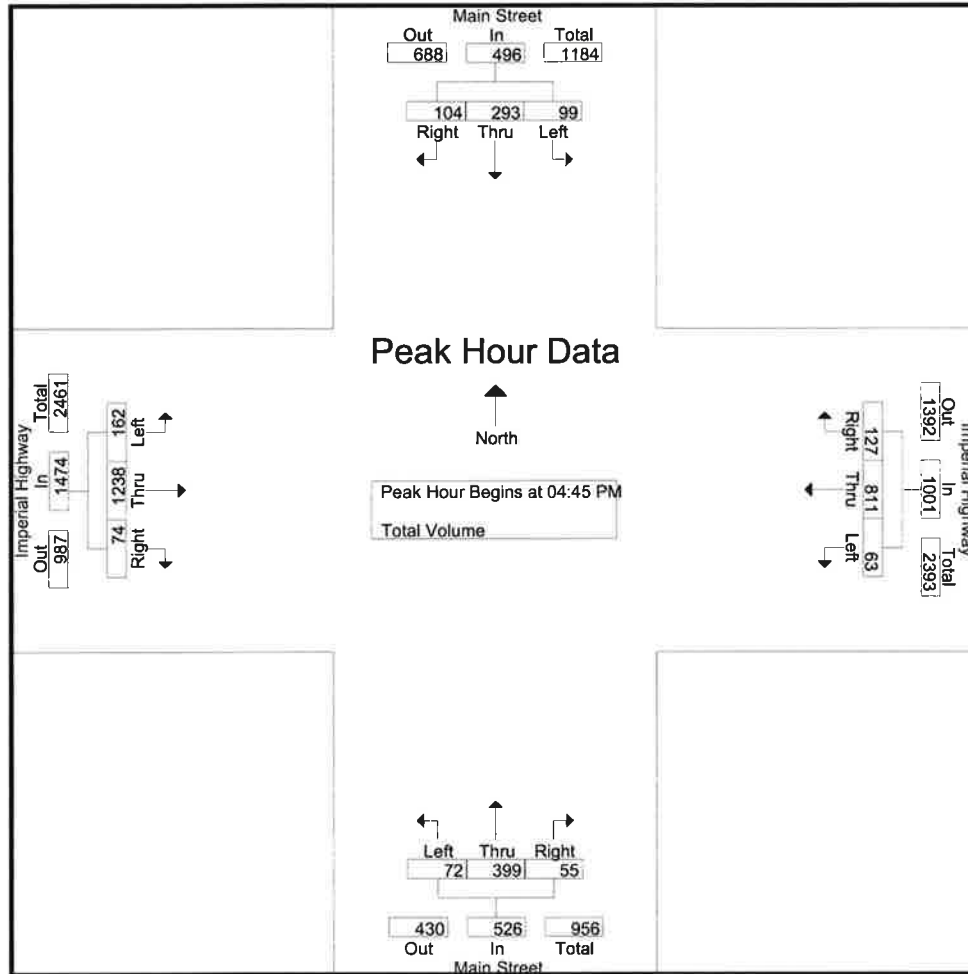 Main Street
Out In Total
688 496 1184
104 293 99
Right Thru Left
Peak Hour Data
North
Peak Hour Begins at 04:45 PM
Total Volume
Imperial Highway
Total In Out
2461 1474 987
162 1238 74
Left Thru Right
Right Thru Left
127 811 63
Out In Total
1392 1001 2393
Imperial Highway
Left Thru Right
72 399 55
430 526 956
Out In Total
Main Street